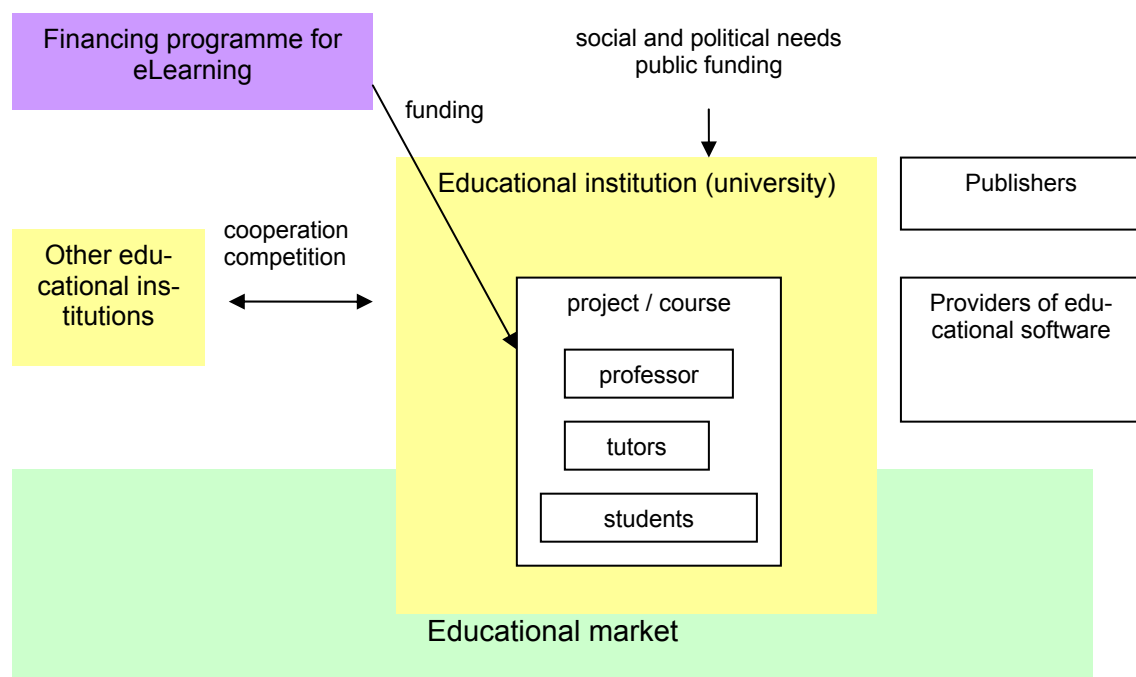 Financing programme for
eLearning
social and political needs
public funding
funding
Educational institution (university)
Publishers
Other edu-
cational ins-
titutions
cooperation
competition
project / course
Providers of edu-
cational software
professor
tutors
students
Educational market